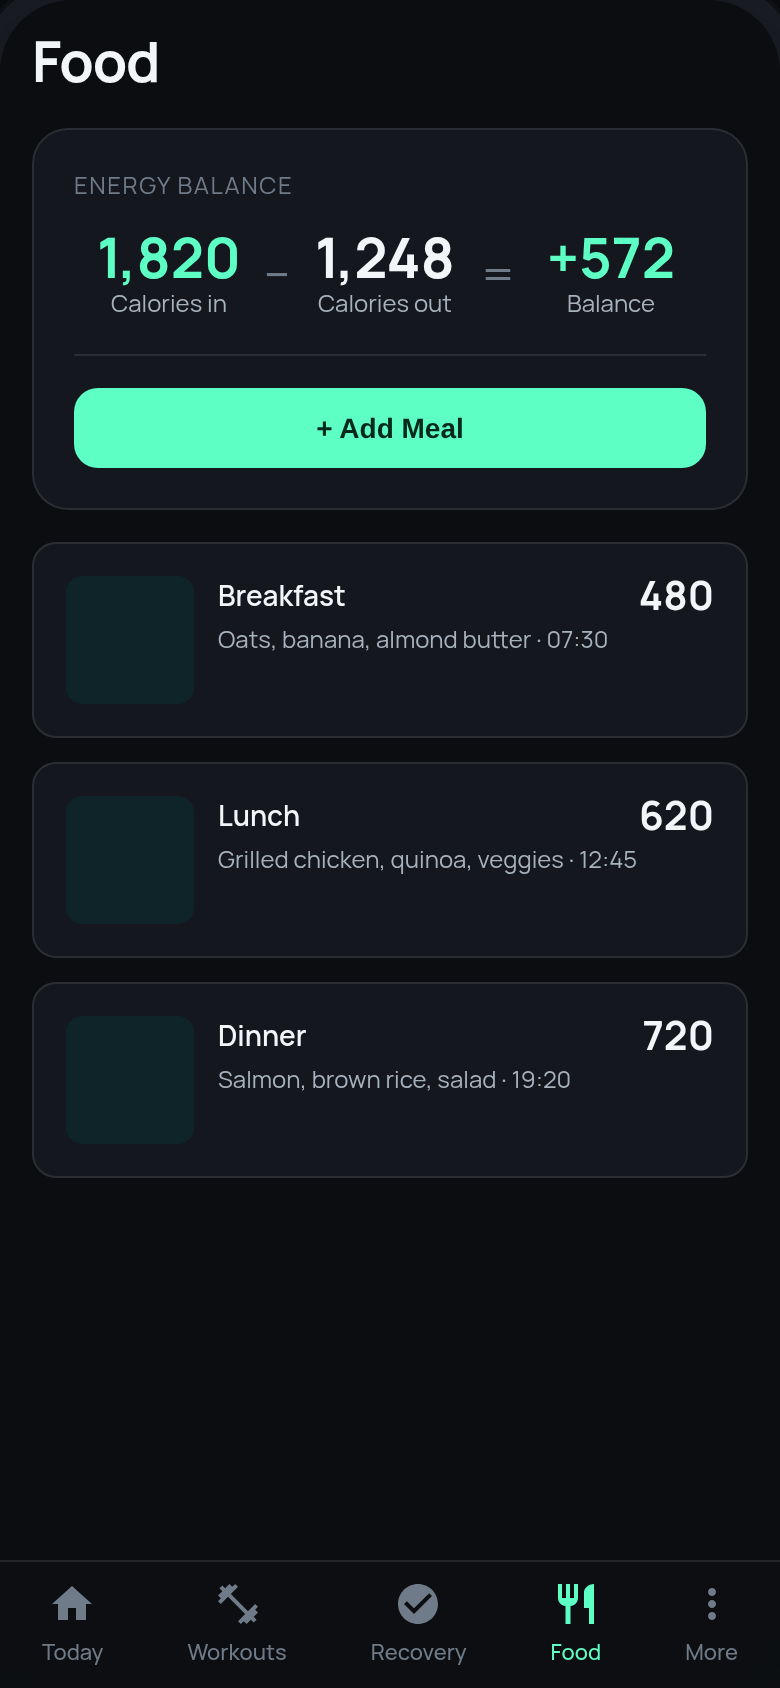 Food
ENERGY BALANCE
1,820 – 1,248 = +572
Calories in Calories out Balance
+ Add Meal
Breakfast 480
Oats, banana, almond butter · 07:30
Lunch 620
Grilled chicken, quinoa, veggies · 12:45
Dinner 720
Salmon, brown rice, salad · 19:20
Today Workouts Recovery Food More